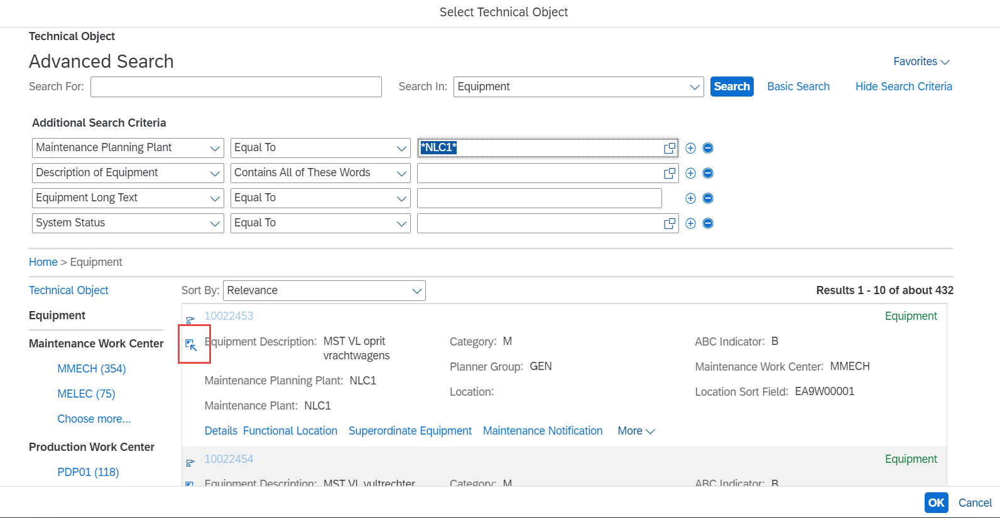 Select Technical Object
Technical Object
Advanced Search
Favorites
Search For:
Search In: Equipment Search Basic Search Hide Search Criteria
Additional Search Criteria
Maintenance Planning Plant Equal To *NLC1*
Description of Equipment Contains All of These Words
Equipment Long Text Equal To
System Status Equal To
Home > Equipment
Technical Object
Sort By: Relevance
Results 1 - 10 of about 432
Equipment
Maintenance Work Center
MMECH (354)
MELEC (75)
Choose more...
Production Work Center
PDP01 (118)
10022453 Equipment
Equipment Description: MST VL oprit
vrachtwagens
Category: M
ABC Indicator: B
Planner Group: GEN
Maintenance Work Center: MMECH
Maintenance Planning Plant: NLC1
Location:
Location Sort Field: EA9W00001
Maintenance Plant: NLC1
Details Functional Location Superordinate Equipment Maintenance Notification More
10022454 Equipment
Equipment Description: MST VL vultrechter Category: M ABC Indicator: B
OK Cancel